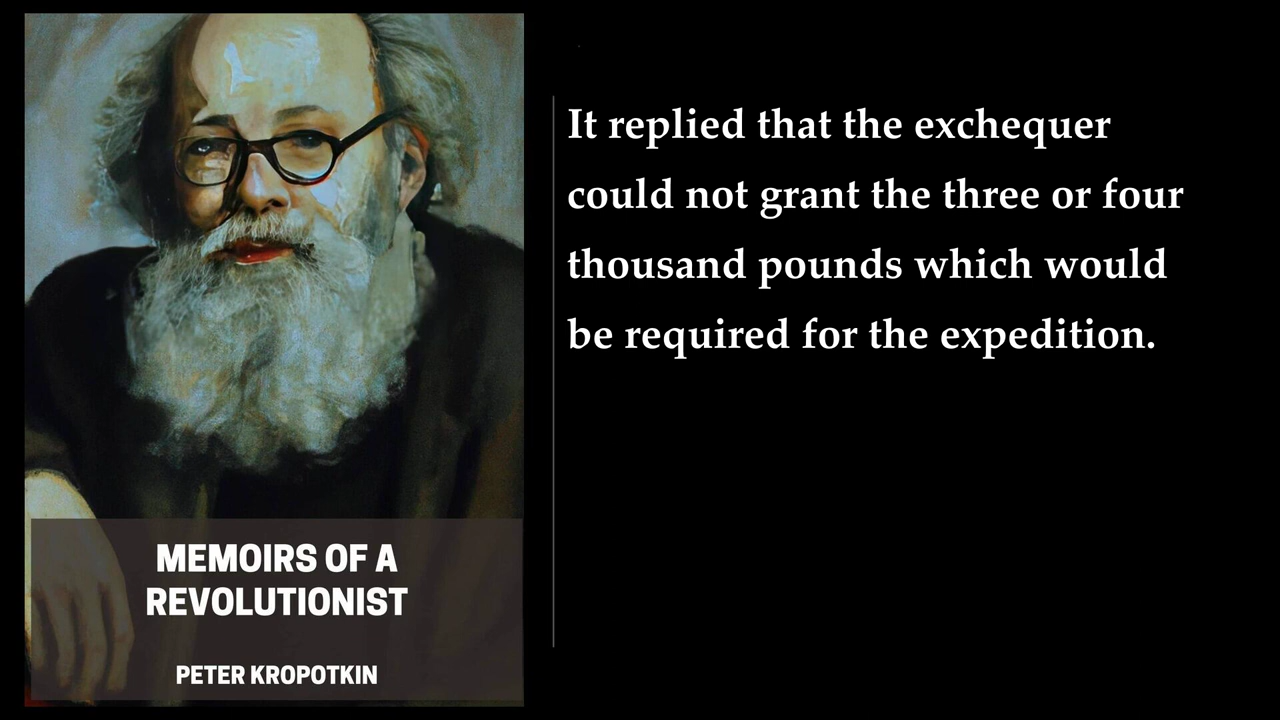 It replied that the exchequer
could not grant the three or four
thousand pounds which would
be required for the expedition.
MEMOIRS OF A
REVOLUTIONIST
PETER KROPOTKIN